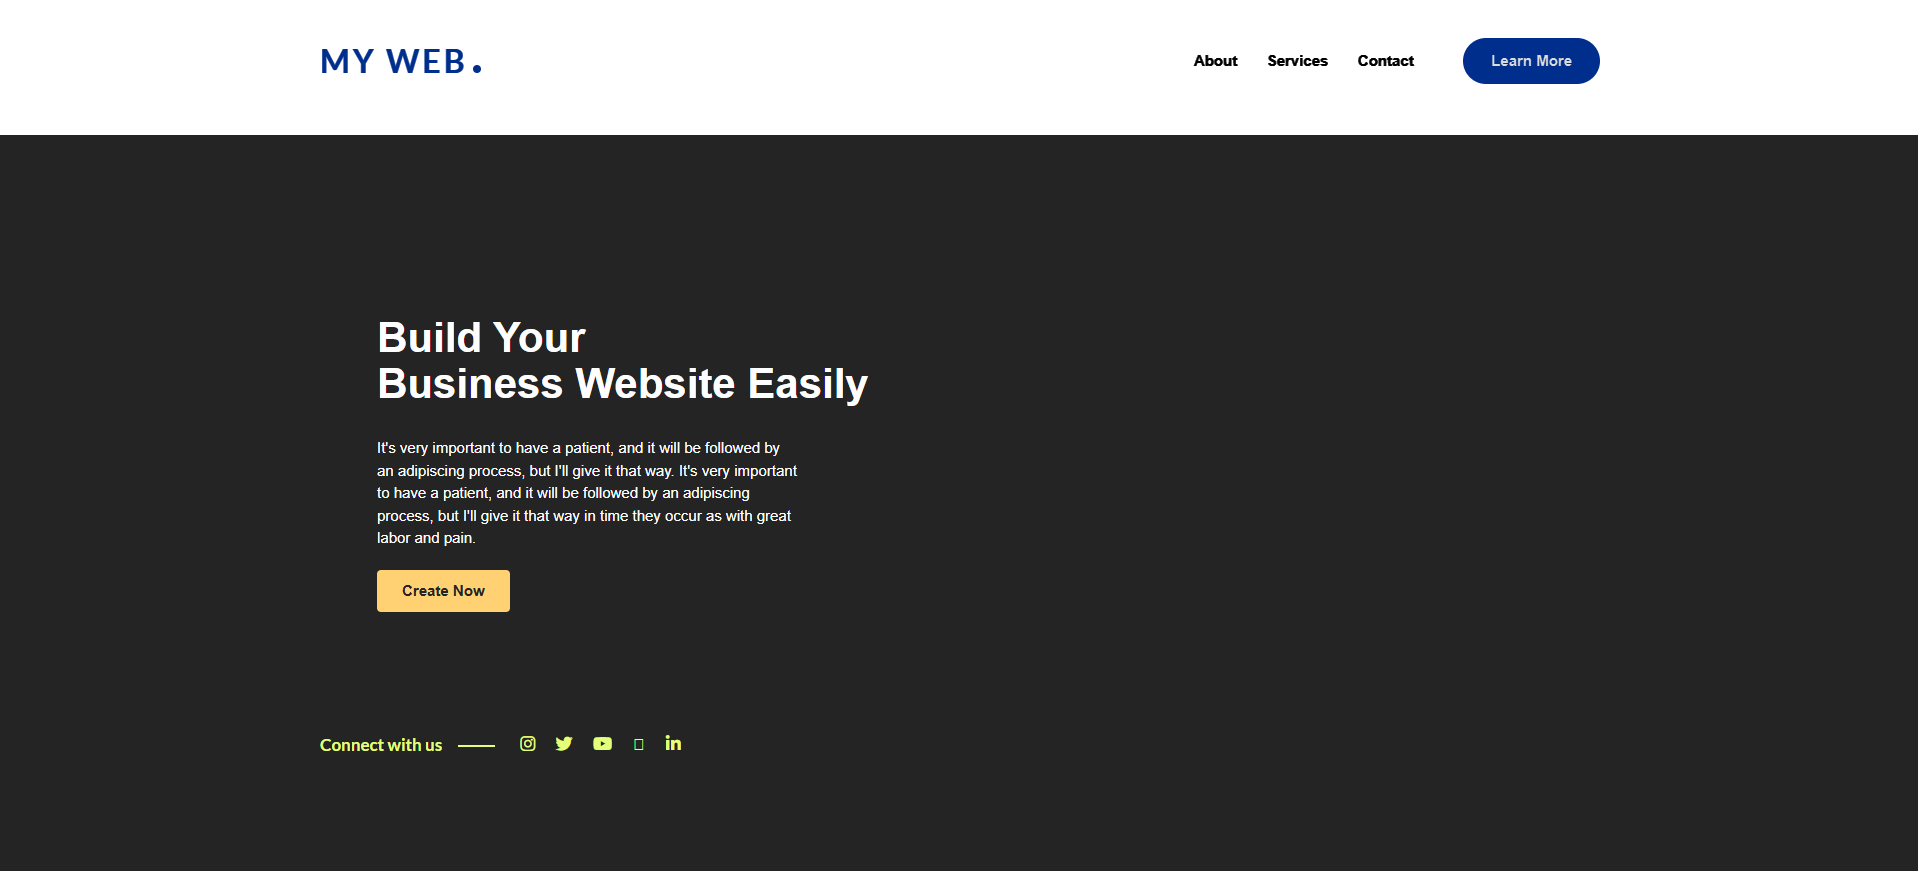 MY WEB.
About Services Contact Learn More
Build Your
Business Website Easily
It's very important to have a patient, and it will be followed by
an adipiscing process, but I'll give it that way. It's very important
to have a patient, and it will be followed by an adipiscing
process, but I'll give it that way in time they occur as with great
labor and pain.
Create Now
Connect with us